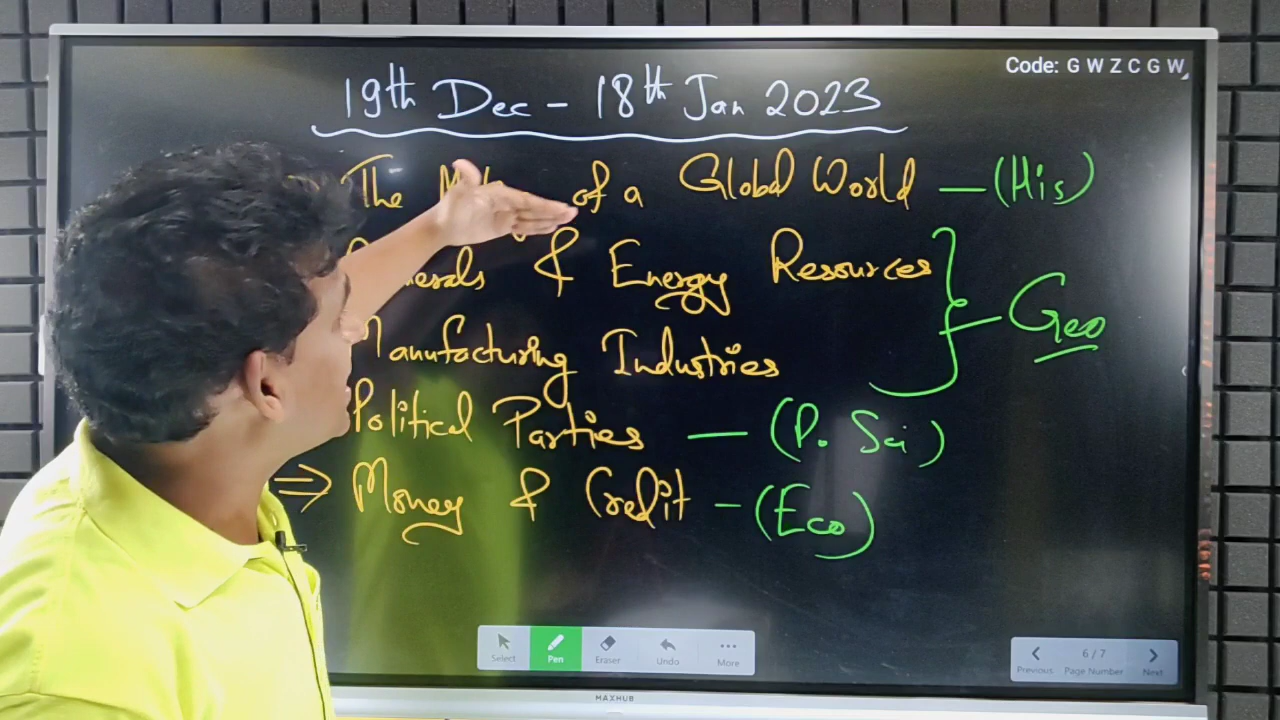 Code: G W Z C G W
19th Dec - 18th Jan 2023
The of a Global World — (His)
& Energy Resources
Geo
Manufacturing Industries
Political Parties — (P. Sci)
⇒ Money & Credit - (Eco)
Select Pen Eraser Undo More
Previous 6 / 7 Page Number Next
MAXHUB